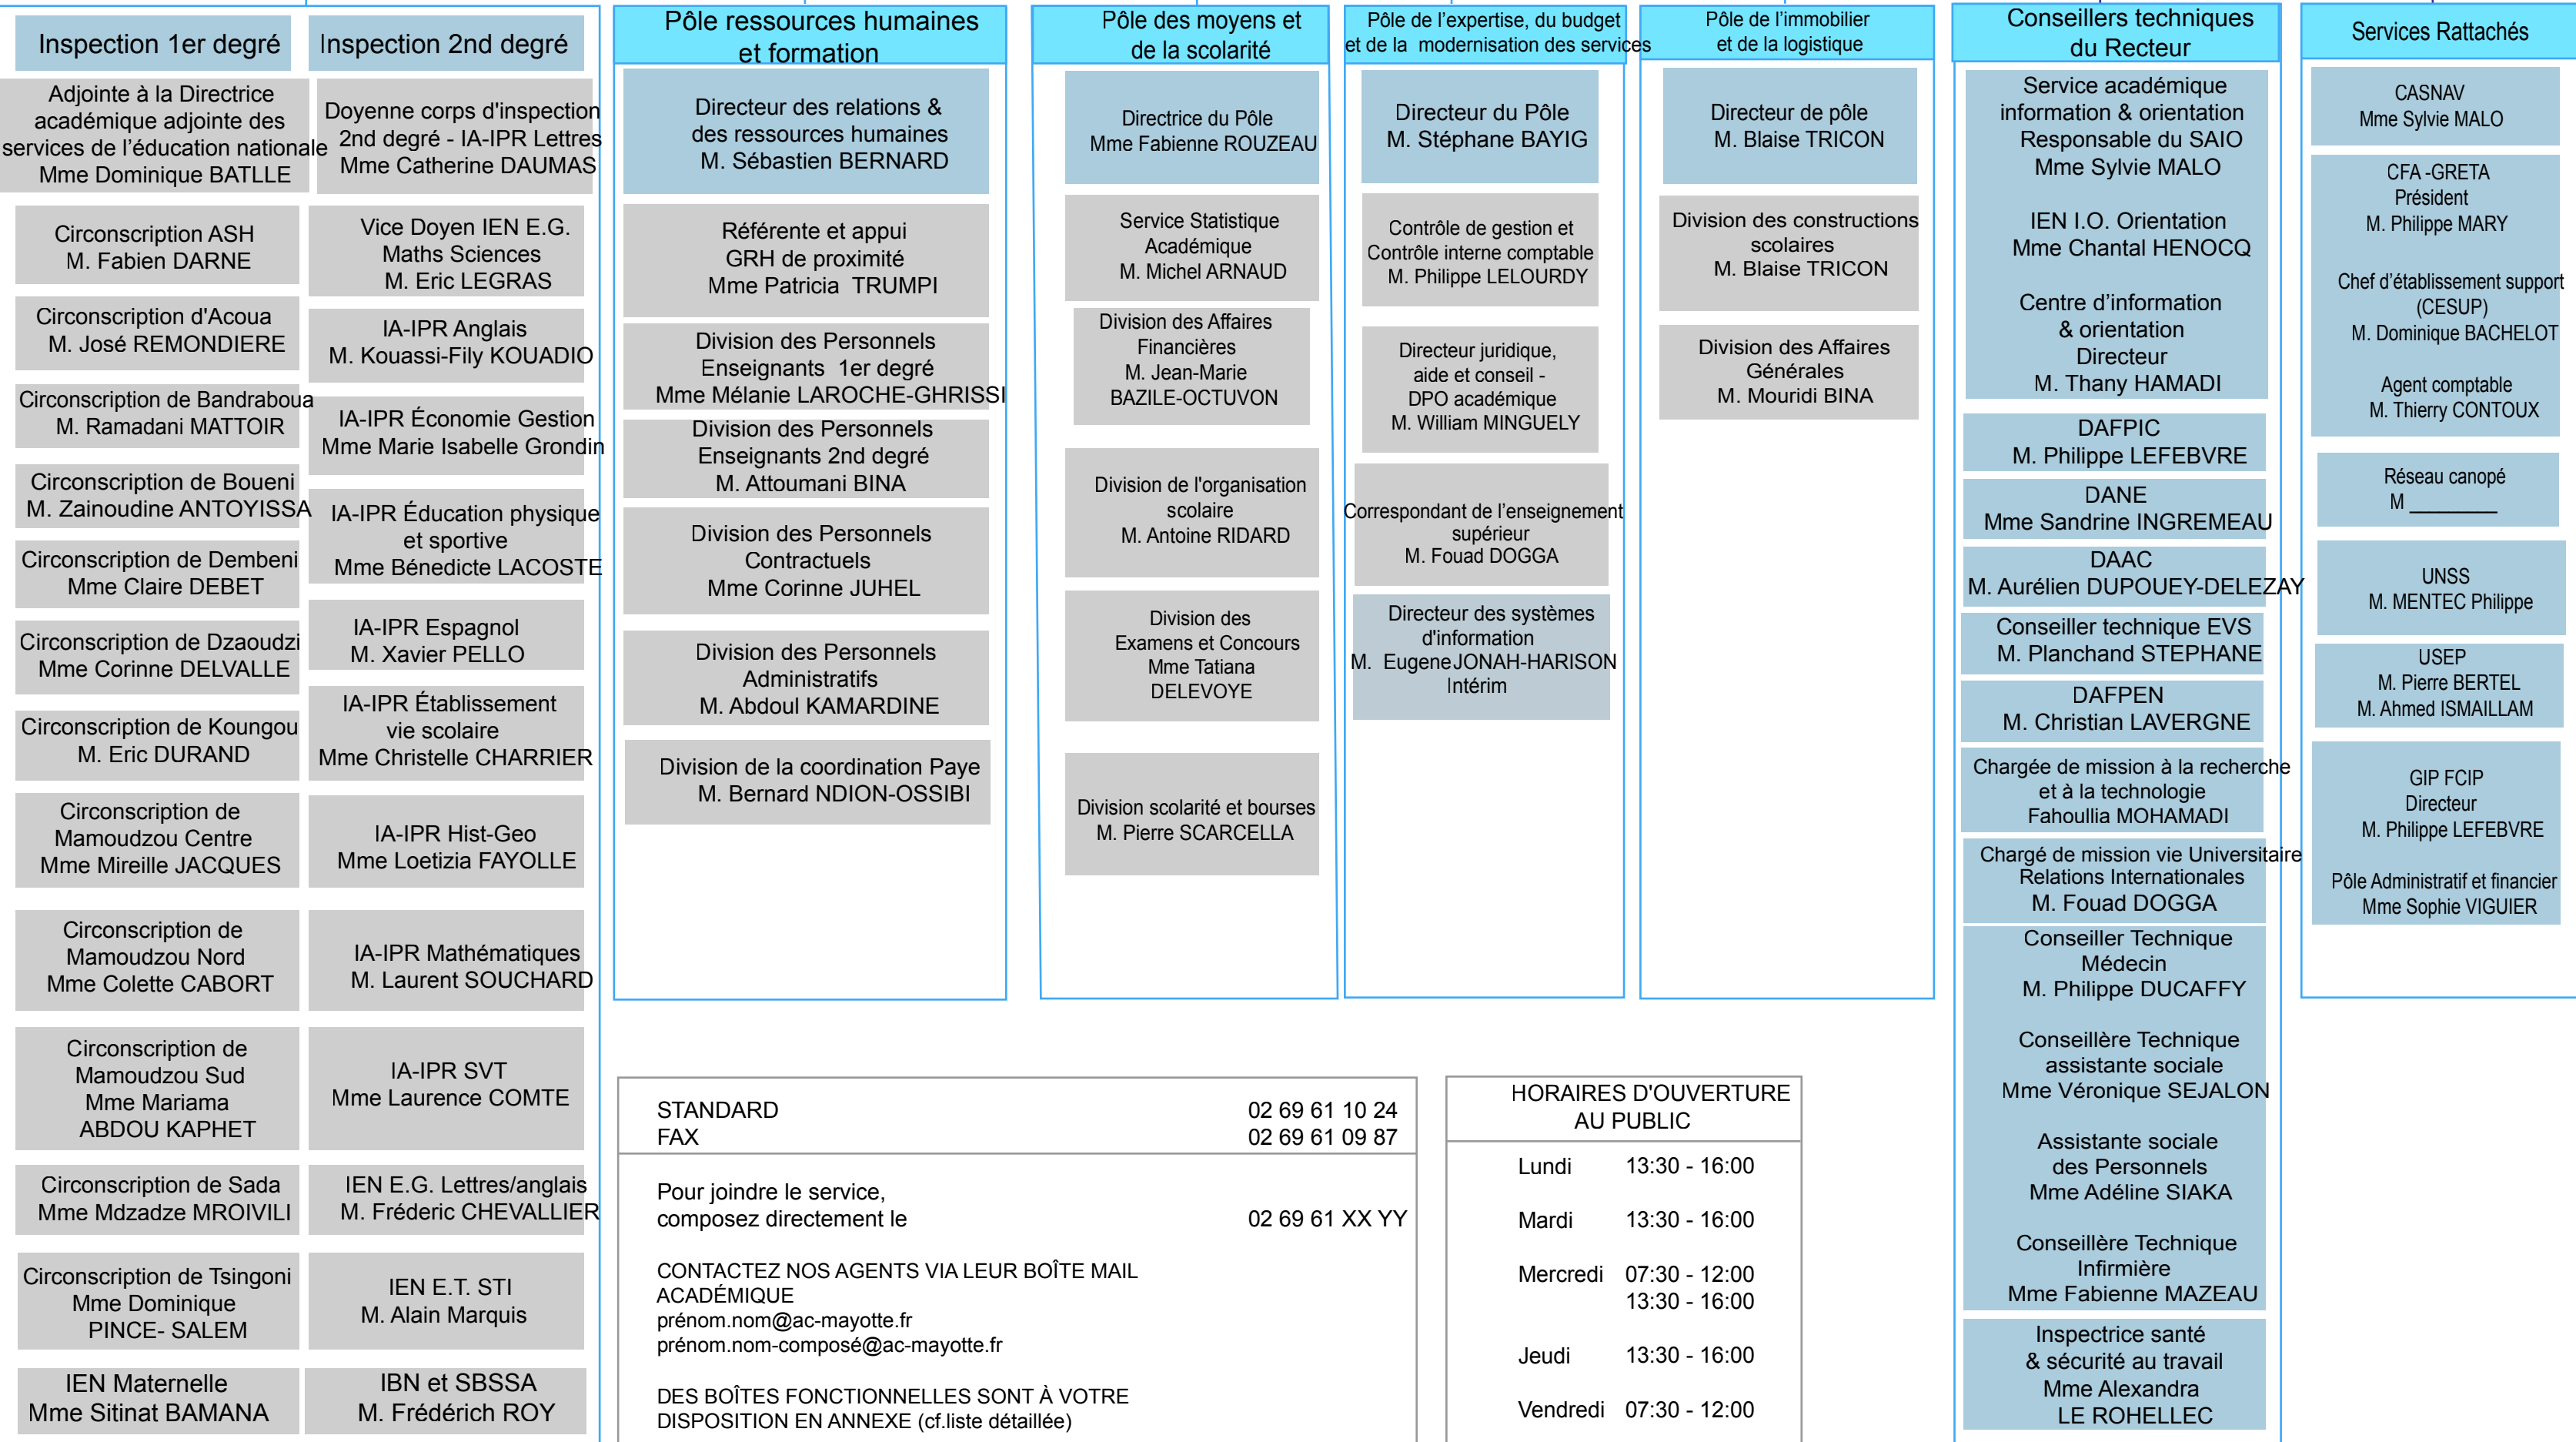 Inspection 1er degré
Adjointe à la Directrice
académique adjointe des
services de l'éducation nationale
Mme Dominique BATLLE
Circonscription ASH
M. Fabien DARNE
Circonscription d'Acoua
M. José REMONDIERE
Circonscription de Bandraboua
M. Ramadani MATTOIR
Circonscription de Boueni
M. Zainoudine ANTOYISSA
Circonscription de Dembeni
Mme Claire DEBET
Circonscription de Dzaoudzi
Mme Corinne DELVALLE
Circonscription de Koungou
M. Eric DURAND
Circonscription de
Mamoudzou Centre
Mme Mireille JACQUES
Circonscription de
Mamoudzou Nord
Mme Colette CABORT
Circonscription de
Mamoudzou Sud
Mme Mariama
ABDOU KAPHET
Circonscription de Sada
Mme Mdzadze MROIVILI
Circonscription de Tsingoni
Mme Dominique
PINCE- SALEM
IEN Maternelle
Mme Sitinat BAMANA
Inspection 2nd degré
Doyenne corps d'inspection
2nd degré - IA-IPR Lettres
Mme Catherine DAUMAS
Vice Doyen IEN E.G.
Maths Sciences
M. Eric LEGRAS
IA-IPR Anglais
M. Kouassi-Fily KOUADIO
IA-IPR Économie Gestion
Mme Marie Isabelle Grondin
IA-IPR Éducation physique
et sportive
Mme Bénedicte LACOSTE
IA-IPR Espagnol
M. Xavier PELLO
IA-IPR Établissement
vie scolaire
Mme Christelle CHARRIER
IA-IPR Hist-Geo
Mme Loetizia FAYOLLE
IA-IPR Mathématiques
M. Laurent SOUCHARD
IA-IPR SVT
Mme Laurence COMTE
IEN E.G. Lettres/anglais
M. Fréderic CHEVALLIER
IEN E.T. STI
M. Alain Marquis
IBN et SBSSA
M. Frédérich ROY
Pôle ressources humaines
et formation
Directeur des relations &
des ressources humaines
M. Sébastien BERNARD
Référente et appui
GRH de proximité
Mme Patricia TRUMPI
Division des Personnels
Enseignants 1er degré
Mme Mélanie LAROCHE-GHRISSI
Division des Personnels
Enseignants 2nd degré
M. Attoumani BINA
Division des Personnels
Contractuels
Mme Corinne JUHEL
Division des Personnels
Administratifs
M. Abdoul KAMARDINE
Division de la coordination Paye
M. Bernard NDION-OSSIBI
Pôle des moyens et
de la scolarité
Directrice du Pôle
Mme Fabienne ROUZEAU
Service Statistique
Académique
M. Michel ARNAUD
Division des Affaires
Financières
M. Jean-Marie
BAZILE-OCTUVON
Division de l'organisation
scolaire
M. Antoine RIDARD
Division des
Examens et Concours
Mme Tatiana
DELEVOYE
Division scolarité et bourses
M. Pierre SCARCELLA
Pôle de l'expertise, du budget
et de la modernisation des services
Directeur du Pôle
M. Stéphane BAYIG
Contrôle de gestion et
Contrôle interne comptable
M. Philippe LELOURDY
Directeur juridique,
aide et conseil -
DPO académique
M. William MINGUELY
Correspondant de l'enseignement
supérieur
M. Fouad DOGGA
Directeur des systèmes
d'information
M. EugeneJONAH-HARISON
Intérim
Pôle de l'immobilier
et de la logistique
Directeur de pôle
M. Blaise TRICON
Division des constructions
scolaires
M. Blaise TRICON
Division des Affaires
Générales
M. Mouridi BINA
Conseillers techniques
du Recteur
Service académique
information & orientation
Responsable du SAIO
Mme Sylvie MALO
IEN I.O. Orientation
Mme Chantal HENOCQ
Centre d'information
& orientation
Directeur
M. Thany HAMADI
DAFPIC
M. Philippe LEFEBVRE
DANE
Mme Sandrine INGREMEAU
DAAC
M. Aurélien DUPOUEY-DELEZAY
Conseiller technique EVS
M. Planchand STEPHANE
DAFPEN
M. Christian LAVERGNE
Chargée de mission à la recherche
et à la technologie
Fahoullia MOHAMADI
Chargé de mission vie Universitaire
Relations Internationales
M. Fouad DOGGA
Conseiller Technique
Médecin
M. Philippe DUCAFFY
Conseillère Technique
assistante sociale
Mme Véronique SEJALON
Assistante sociale
des Personnels
Mme Adéline SIAKA
Conseillère Technique
Infirmière
Mme Fabienne MAZEAU
Inspectrice santé
& sécurité au travail
Mme Alexandra
LE ROHELLEC
Services Rattachés
CASNAV
Mme Sylvie MALO
CFA -GRETA
Président
M. Philippe MARY
Chef d'établissement support
(CESUP)
M. Dominique BACHELOT
Agent comptable
M. Thierry CONTOUX
Réseau canopé
M ________
UNSS
M. MENTEC Philippe
USEP
M. Pierre BERTEL
M. Ahmed ISMAILLAM
GIP FCIP
Directeur
M. Philippe LEFEBVRE
Pôle Administratif et financier
Mme Sophie VIGUIER
STANDARD 02 69 61 10 24
FAX 02 69 61 09 87
Pour joindre le service,
composez directement le 02 69 61 XX YY
CONTACTEZ NOS AGENTS VIA LEUR BOÎTE MAIL
ACADÉMIQUE
prénom.nom@ac-mayotte.fr
prénom.nom-composé@ac-mayotte.fr
DES BOÎTES FONCTIONNELLES SONT À VOTRE
DISPOSITION EN ANNEXE (cf.liste détaillée)
HORAIRES D'OUVERTURE
AU PUBLIC
Lundi 13:30 - 16:00
Mardi 13:30 - 16:00
Mercredi 07:30 - 12:00
13:30 - 16:00
Jeudi 13:30 - 16:00
Vendredi 07:30 - 12:00